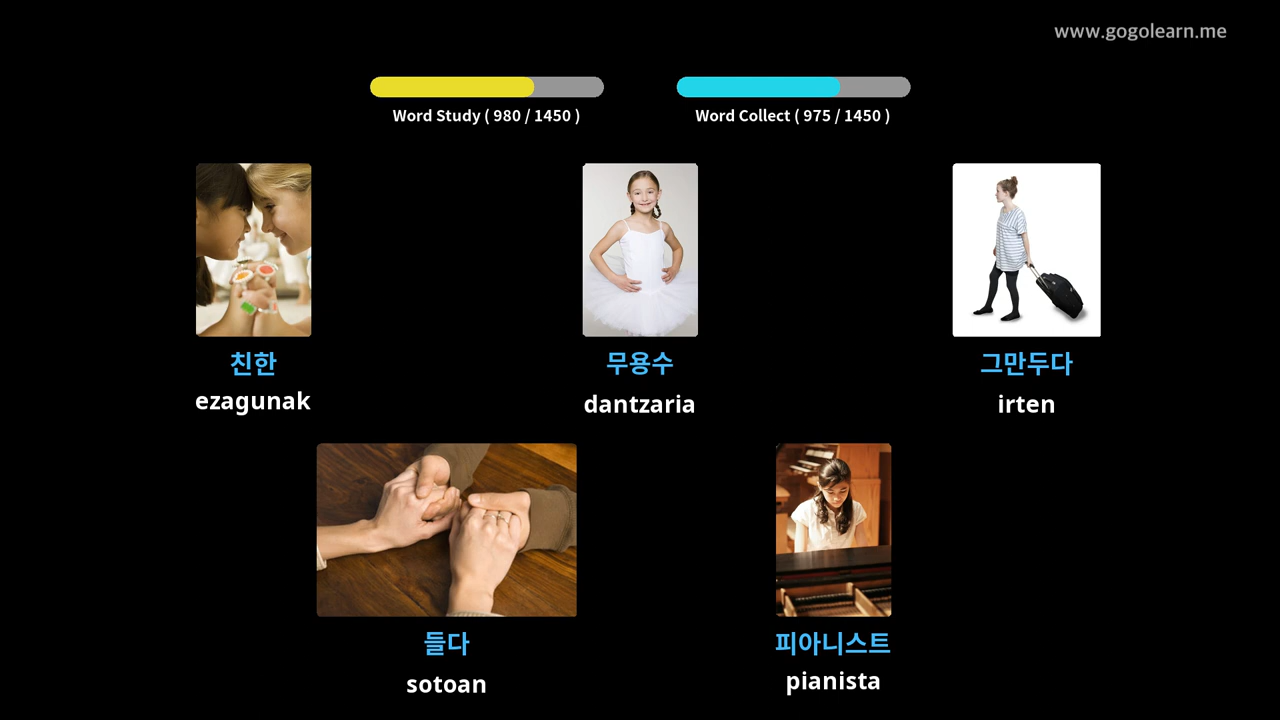 www.gogolearn.me
Word Study ( 980 / 1450 )
Word Collect ( 975 / 1450 )
친한
ezagunak
무용수
dantzaria
그만두다
irten
들다
sotoan
피아니스트
pianista